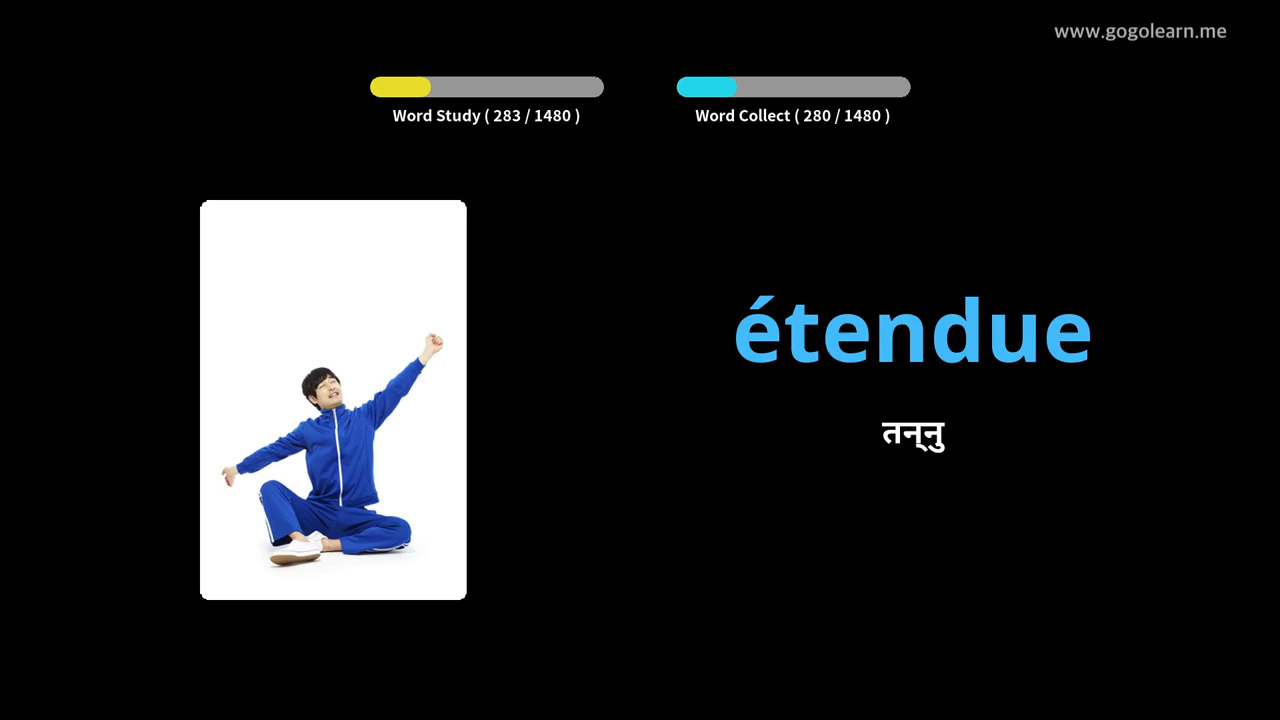 www.gogolearn.me
Word Study ( 283 / 1480 )
Word Collect ( 280 / 1480 )
étendue
तन्‌नु